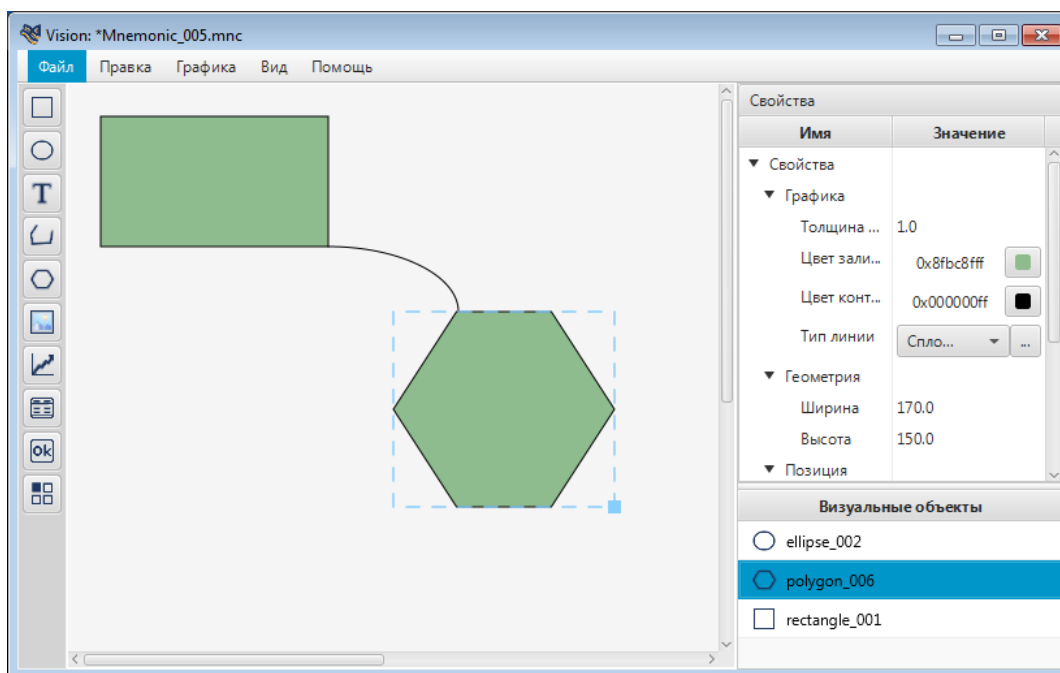 Vision: *Mnemonic_005.mnc
Файл Правка Графика Вид Помощь
T
Ok
Свойства
Имя Значение
Свойства
Графика
Толщина ... 1.0
Цвет зали... 0x8fbc8fff
Цвет конт... 0x000000ff
Тип линии Спло... ...
Геометрия
Ширина 170.0
Высота 150.0
Позиция
Визуальные объекты
ellipse_002
polygon_006
rectangle_001